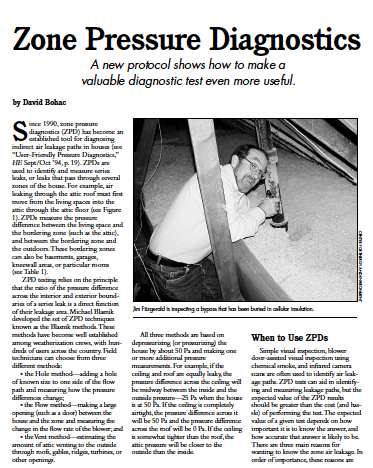 Zone Pressure Diagnostics
A new protocol shows how to make a
valuable diagnostic test even more useful.
by David Bohac
Since 1990, zone pressure
diagnostics (ZPD) has become an
established tool for diagnosing
indirect air leakage paths in houses (see
"User-Friendly Pressure Diagnostics,"
HE Sept/Oct '94, p. 19). ZPDs are
used to identify and measure series
leaks, or leaks that pass through several
zones of the house. For example, air
leaking through the attic roof must first
move from the living spaces into the
attic through the attic floor (see Figure
1). ZPDs measure the pressure
difference between the living space and
the bordering zone (such as the attic),
and between the bordering zone and the
outdoors. These bordering zones
can also be basements, garages,
kneewall areas, or particular rooms
(see Table 1).
ZPD testing relies on the principle
that the ratio of the pressure difference
across the interior and exterior bound-
aries of a series leak is a direct function
of their leakage area. Michael Blasnik
developed the set of ZPD techniques
known as the Blasnik methods. These
methods have become well established
among weatherization crews, with hun-
dreds of users across the country. Field
technicians can choose from three
different methods:
• the Hole method—adding a hole
of known size to one side of the flow
path and measuring how the pressure
differences change;
• the Flow method—making a large
opening (such as a door) between the
house and the zone and measuring the
change in the flow rate of the blower; and
• the Vent method—estimating the
amount of attic venting to the outside
through roofs, gables, ridges, turbines, or
other openings.
Jim Fitzgerald is inspecting a bypass that has been buried in cellular insulation.
All three methods are based on
depressurizing (or pressurizing) the
house by about 50 Pa and making one
or more additional pressure
measurements. For example, if the
ceiling and roof are equally leaky, the
pressure difference across the ceiling will
be midway between the inside and the
outside pressure—25 Pa when the house
is at 50 Pa. If the ceiling is completely
airtight, the pressure difference across it
will be 50 Pa and the pressure difference
across the roof will be 0 Pa. If the ceiling
is somewhat tighter than the roof, the
attic pressure will be closer to the
outside than the inside.
When to Use ZPDs
Simple visual inspection, blower
door-assisted visual inspection using
chemical smoke, and infrared camera
scans are often used to identify air leak-
age paths. ZPD tests can aid in identify-
ing and measuring leakage paths, but the
expected value of the ZPD results
should be greater than the cost (and has-
sle) of performing the test. The expected
value of a given test depends on how
important it is to know the answer, and
how accurate that answer is likely to be.
There are three main reasons for
wanting to know the zone air leakage. In
order of importance, these reasons are